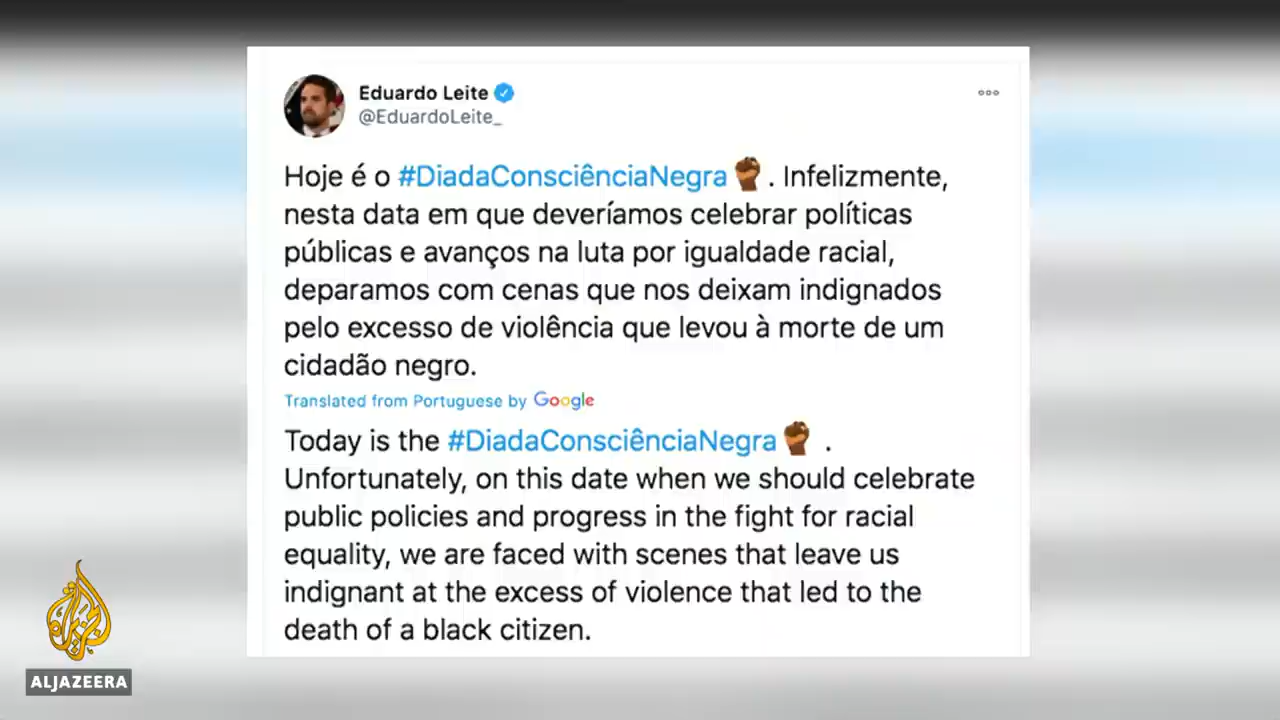 Eduardo Leite
@EduardoLeite_
Hoje é o #DiadaConsciênciaNegra✊🏾. Infelizmente,
nesta data em que deveríamos celebrar políticas
públicas e avanços na luta por igualdade racial,
deparamos com cenas que nos deixam indignados
pelo excesso de violência que levou à morte de um
cidadão negro.
Translated from Portuguese by Google
Today is the #DiadaConsciênciaNegra✊🏾 .
Unfortunately, on this date when we should celebrate
public policies and progress in the fight for racial
equality, we are faced with scenes that leave us
indignant at the excess of violence that led to the
death of a black citizen.
ALJAZEERA